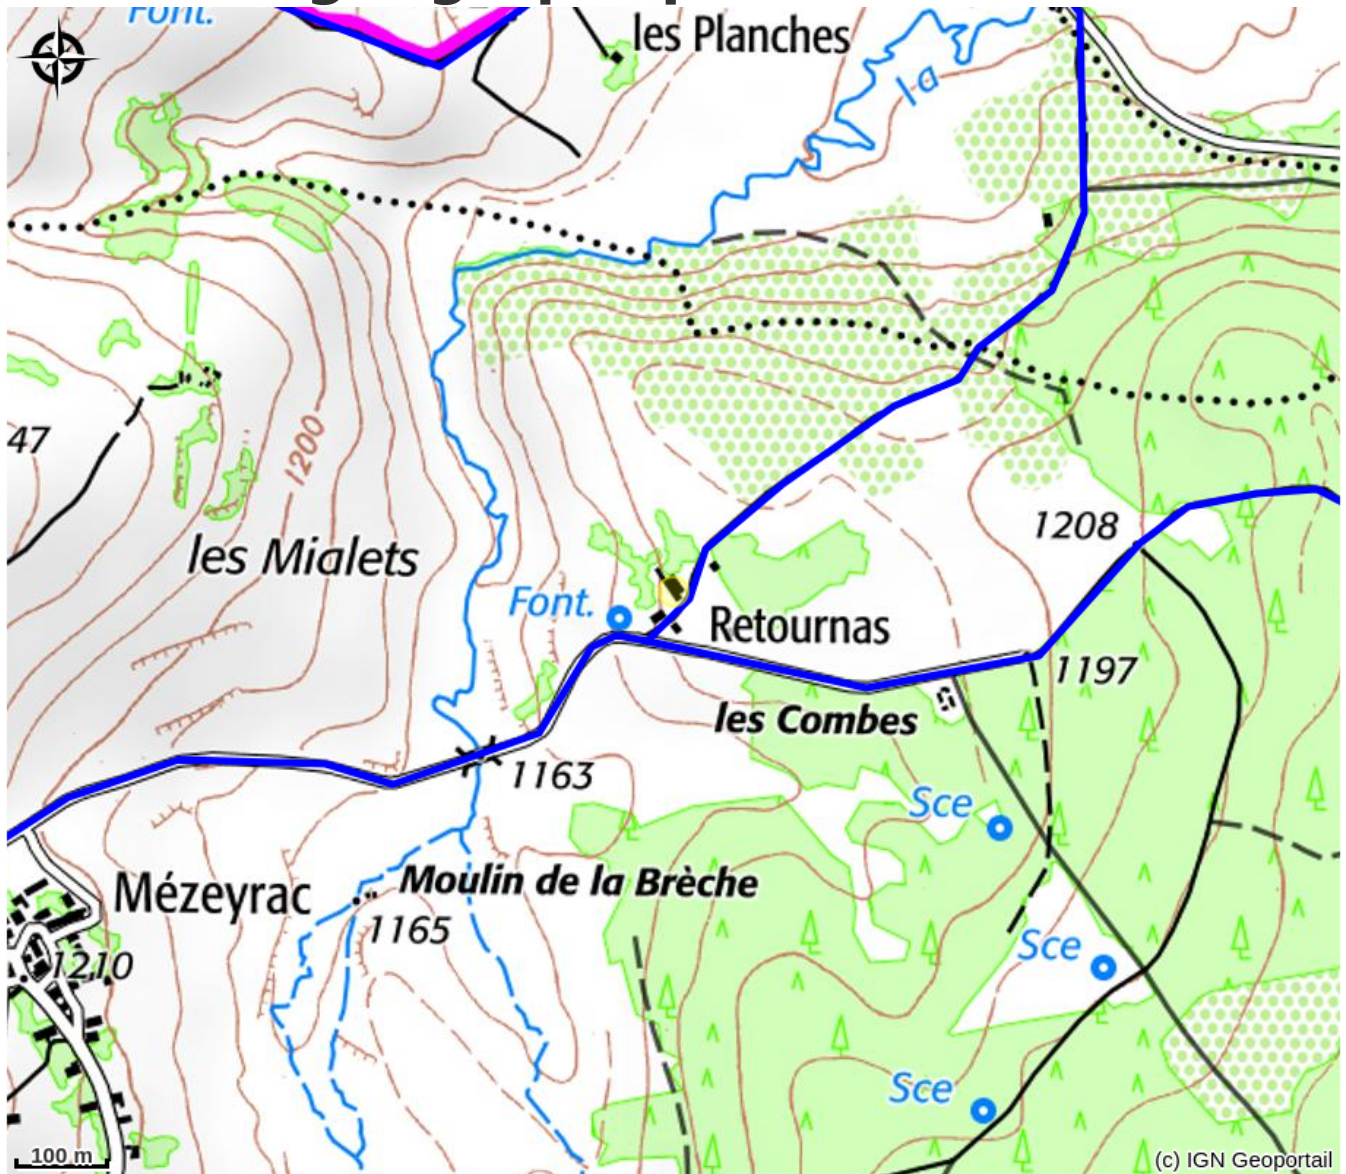 Font.
les Planches
la
47
1200
les Mialets
1208
Font.
Retournas
1197
les Combes
1163
Sce
Moulin de la Brèche
Mézeyrac
1165
Sce
1210
Sce
100 m
(c) IGN Geoportail